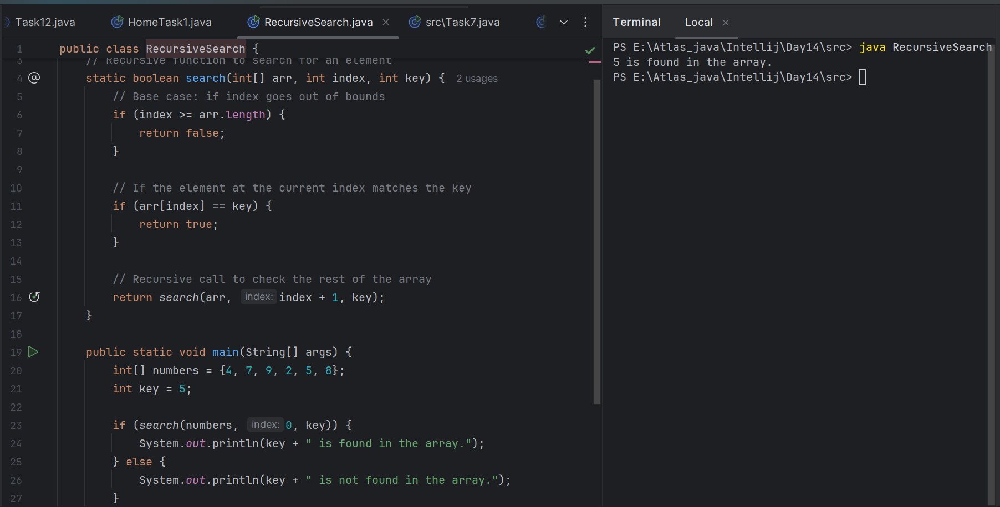 Task12.java HomeTask1.java RecursiveSearch.java × src\Task7.java
1 public class RecursiveSearch {
3 // Recursive function to search for an element
4 @ static boolean search(int[] arr, int index, int key) { 2 usages
5 // Base case: if index goes out of bounds
6 if (index >= arr.length) {
7 return false;
8 }
9
10 // If the element at the current index matches the key
11 if (arr[index] == key) {
12 return true;
13 }
14
15 // Recursive call to check the rest of the array
16 return search(arr, index: index + 1, key);
17 }
18
19 public static void main(String[] args) {
20 int[] numbers = {4, 7, 9, 2, 5, 8};
21 int key = 5;
22
23 if (search(numbers, index: 0, key)) {
24 System.out.println(key + " is found in the array.");
25 } else {
26 System.out.println(key + " is not found in the array.");
27 }
Terminal Local ×
PS E:\Atlas_java\Intellij\Day14\src> java RecursiveSearch
5 is found in the array.
PS E:\Atlas_java\Intellij\Day14\src>